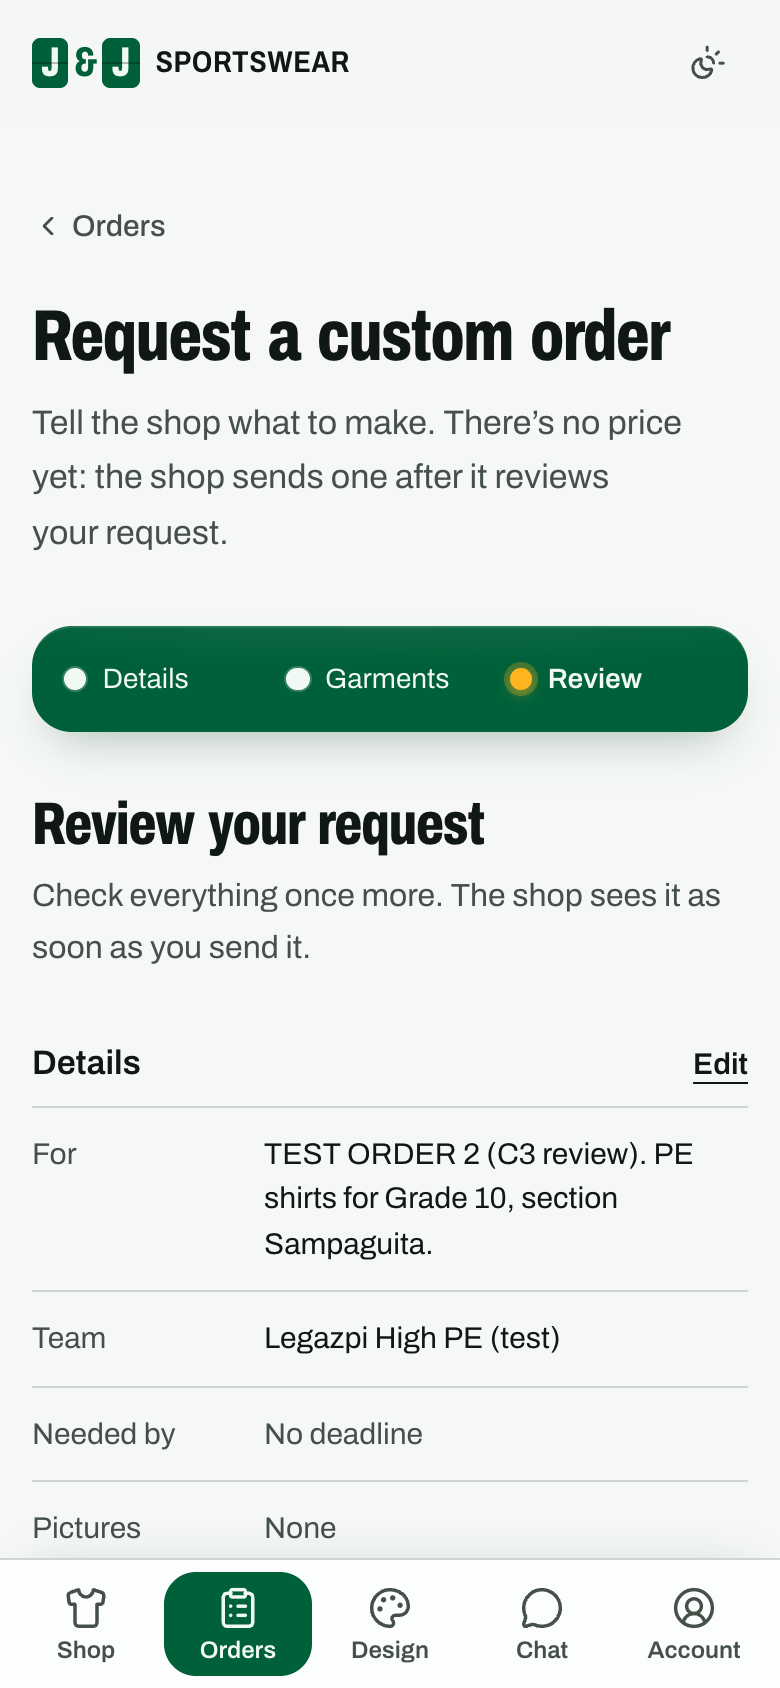 J & J SPORTSWEAR
Orders
Request a custom order
Tell the shop what to make. There’s no price
yet: the shop sends one after it reviews
your request.
Details Garments Review
Review your request
Check everything once more. The shop sees it as
soon as you send it.
Details Edit
For TEST ORDER 2 (C3 review). PE
shirts for Grade 10, section
Sampaguita.
Team Legazpi High PE (test)
Needed by No deadline
Pictures None
Shop Orders Design Chat Account